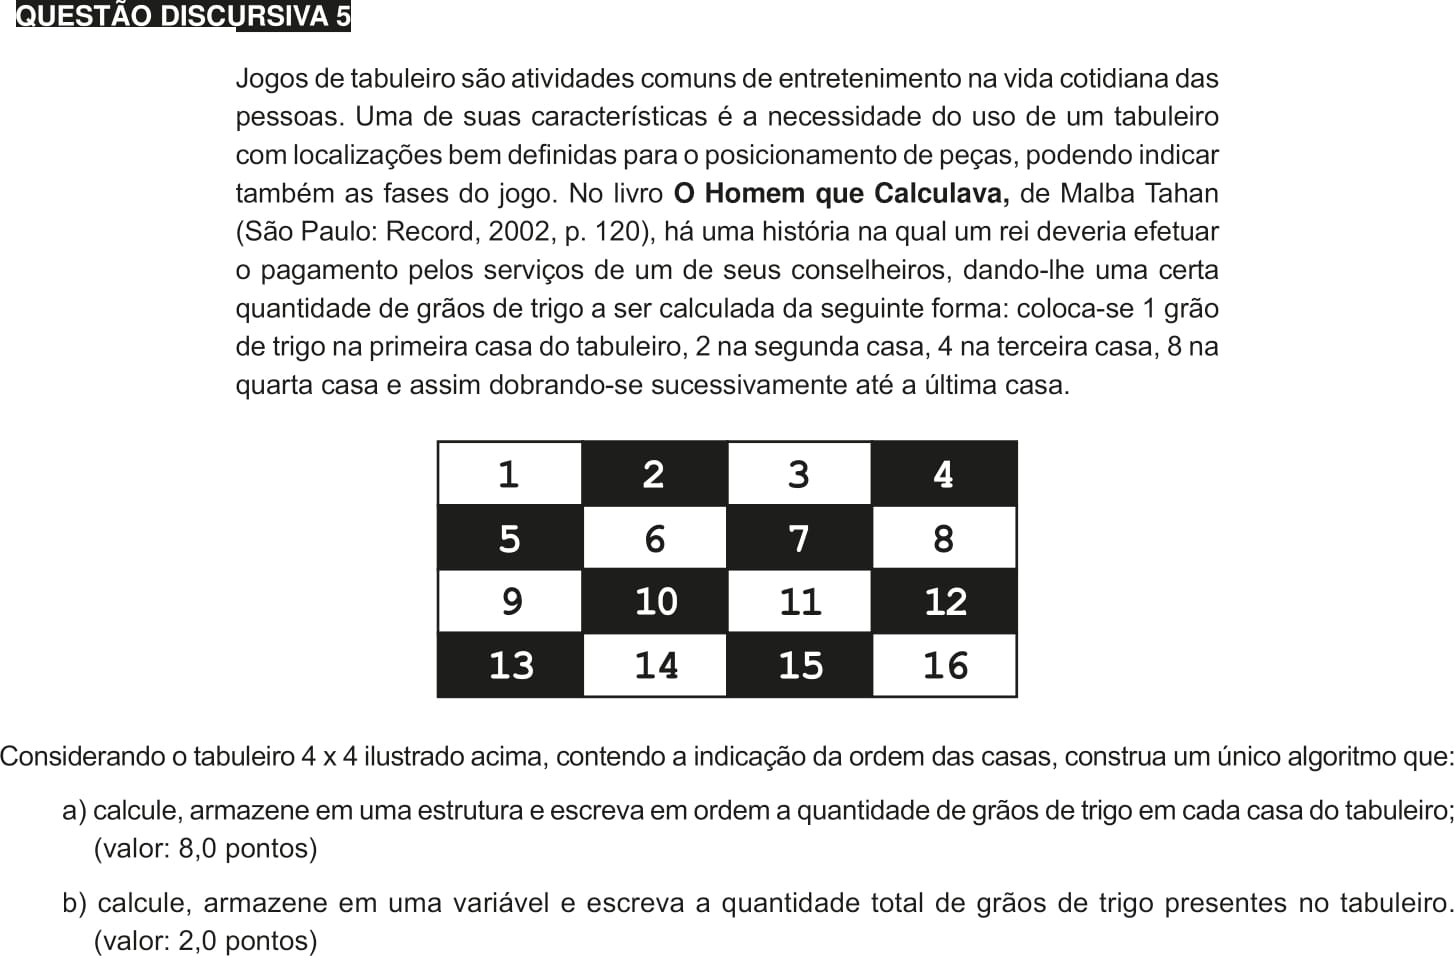 QUESTÃO DISCURSIVA 5
Jogos de tabuleiro são atividades comuns de entretenimento na vida cotidiana das
pessoas. Uma de suas características é a necessidade do uso de um tabuleiro
com localizações bem definidas para o posicionamento de peças, podendo indicar
também as fases do jogo. No livro O Homem que Calculava, de Malba Tahan
(São Paulo: Record, 2002, p. 120), há uma história na qual um rei deveria efetuar
o pagamento pelos serviços de um de seus conselheiros, dando-lhe uma certa
quantidade de grãos de trigo a ser calculada da seguinte forma: coloca-se 1 grão
de trigo na primeira casa do tabuleiro, 2 na segunda casa, 4 na terceira casa, 8 na
quarta casa e assim dobrando-se sucessivamente até a última casa.
1 2 3 4
5 6 7 8
9 10 11 12
13 14 15 16
Considerando o tabuleiro 4 x 4 ilustrado acima, contendo a indicação da ordem das casas, construa um único algoritmo que:
a) calcule, armazene em uma estrutura e escreva em ordem a quantidade de grãos de trigo em cada casa do tabuleiro;
(valor: 8,0 pontos)
b) calcule, armazene em uma variável e escreva a quantidade total de grãos de trigo presentes no tabuleiro.
(valor: 2,0 pontos)